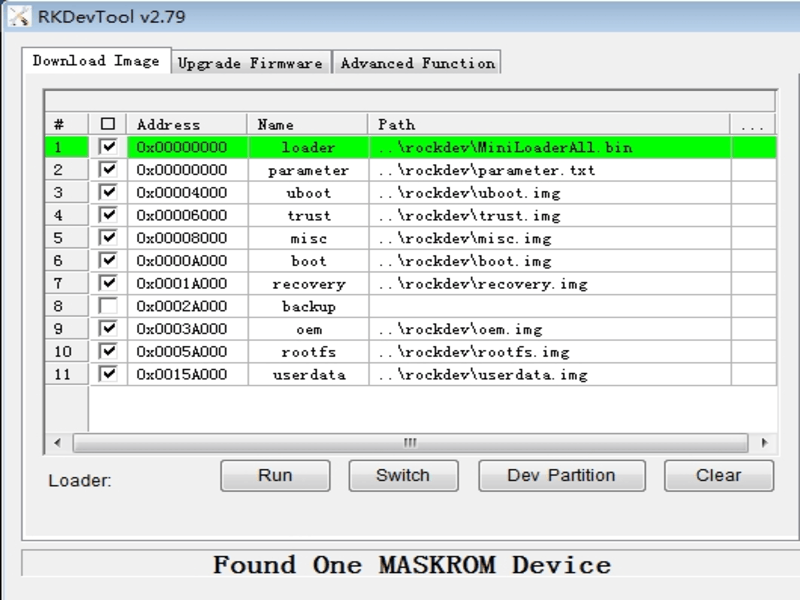 RKDevTool v2.79
Download Image Upgrade Firmware Advanced Function
# Address Name Path ...
1 0x00000000 loader ..\rockdev\MiniLoaderAll.bin
2 0x00000000 parameter ..\rockdev\parameter.txt
3 0x00004000 uboot ..\rockdev\uboot.img
4 0x00006000 trust ..\rockdev\trust.img
5 0x00008000 misc ..\rockdev\misc.img
6 0x0000A000 boot ..\rockdev\boot.img
7 0x0001A000 recovery ..\rockdev\recovery.img
8 0x0002A000 backup
9 0x0003A000 oem ..\rockdev\oem.img
10 0x0005A000 rootfs ..\rockdev\rootfs.img
11 0x0015A000 userdata ..\rockdev\userdata.img
Loader: Run Switch Dev Partition Clear
Found One MASKROM Device